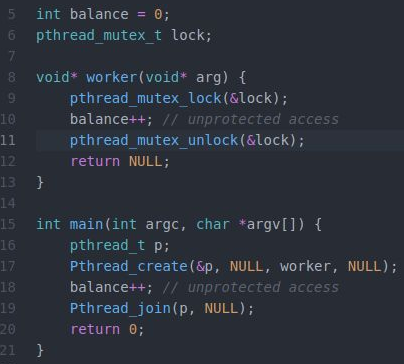 5 int balance = 0;
6 pthread_mutex_t lock;
7
8 void* worker(void* arg) {
9     pthread_mutex_lock(&lock);
10     balance++; // unprotected access
11     pthread_mutex_unlock(&lock);
12     return NULL;
13 }
14
15 int main(int argc, char *argv[]) {
16     pthread_t p;
17     Pthread_create(&p, NULL, worker, NULL);
18     balance++; // unprotected access
19     Pthread_join(p, NULL);
20     return 0;
21 }